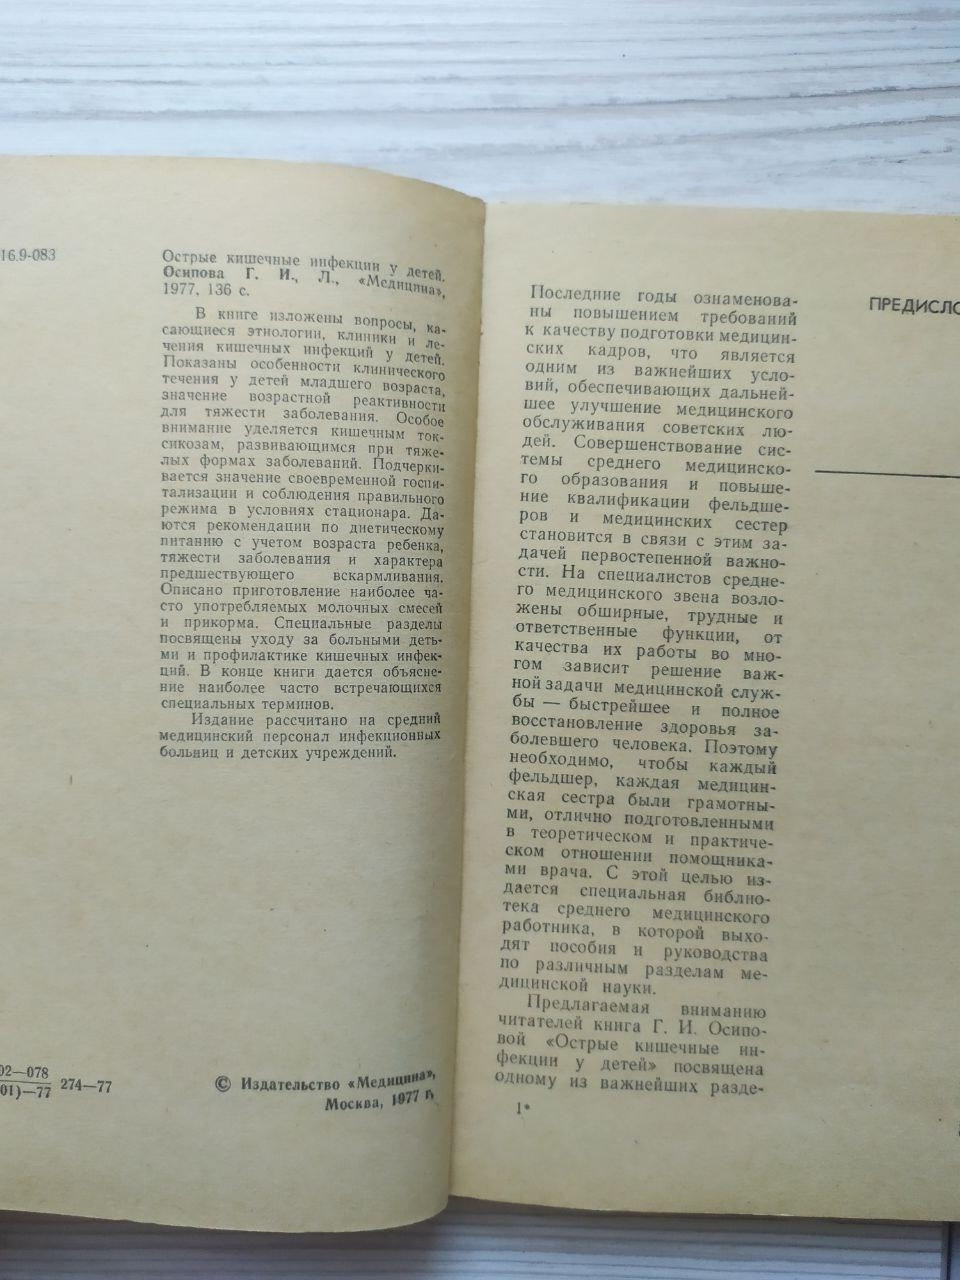 16.9-083
Острые кишечные инфекции у детей.
Осипова Г. И., Л., «Медицина»,
1977, 136 с.
В книге изложены вопросы, ка-
сающиеся этнологии, клиники и ле-
чения кишечных инфекций у детей.
Показаны особенности клинического
течения у детей младшего возраста,
значение возрастной реактивности
для тяжести заболевания. Особое
внимание уделяется кишечным ток-
сикозам, развивающимся при тяже-
лых формах заболеваний. Подчерки-
вается значение своевременной госпи-
тализации и соблюдения правильного
режима в условиях стационара. Да-
ются рекомендации по диетическому
питанию с учетом возраста ребенка,
тяжести заболевания и характера
предшествующего вскармливания.
Описано приготовление наиболее ча-
сто употребляемых молочных смесей
и прикорма. Специальные разделы
посвящены уходу за больными деть-
ми и профилактике кишечных инфек-
ций. В конце книги дается объясне-
ние наиболее часто встречающихся
специальных терминов.
Издание рассчитано на средний
медицинский персонал инфекционных
больниц и детских учреждений.
02—078
01)—77 274—77
© Издательство «Медицина»,
Москва, 1977 г.
ПРЕДИСЛО
Последние годы ознаменова-
ны повышением требований
к качеству подготовки медицин-
ских кадров, что является
одним из важнейших усло-
вий, обеспечивающих дальней-
шее улучшение медицинского
обслуживания советских лю-
дей. Совершенствование сис-
темы среднего медицинско-
го образования и повыше-
ние квалификации фельдше-
ров и медицинских сестер
становится в связи с этим за-
дачей первостепенной важно-
сти. На специалистов средне-
го медицинского звена возло-
жены обширные, трудные и
ответственные функции, от
качества их работы во мно-
гом зависит решение важ-
ной задачи медицинской служ-
бы — быстрейшее и полное
восстановление здоровья за-
болевшего человека. Поэтому
необходимо, чтобы каждый
фельдшер, каждая медицин-
ская сестра были грамотны-
ми, отлично подготовленными
в теоретическом и практиче-
ском отношении помощника-
ми врача. С этой целью из-
дается специальная библио-
тека среднего медицинского
работника, в которой выхо-
дят пособия и руководства
по различным разделам ме-
дицинской науки.
Предлагаемая вниманию
читателей книга Г. И. Осипо-
вой «Острые кишечные ин-
фекции у детей» посвящена
одному из важнейших разде-
1*